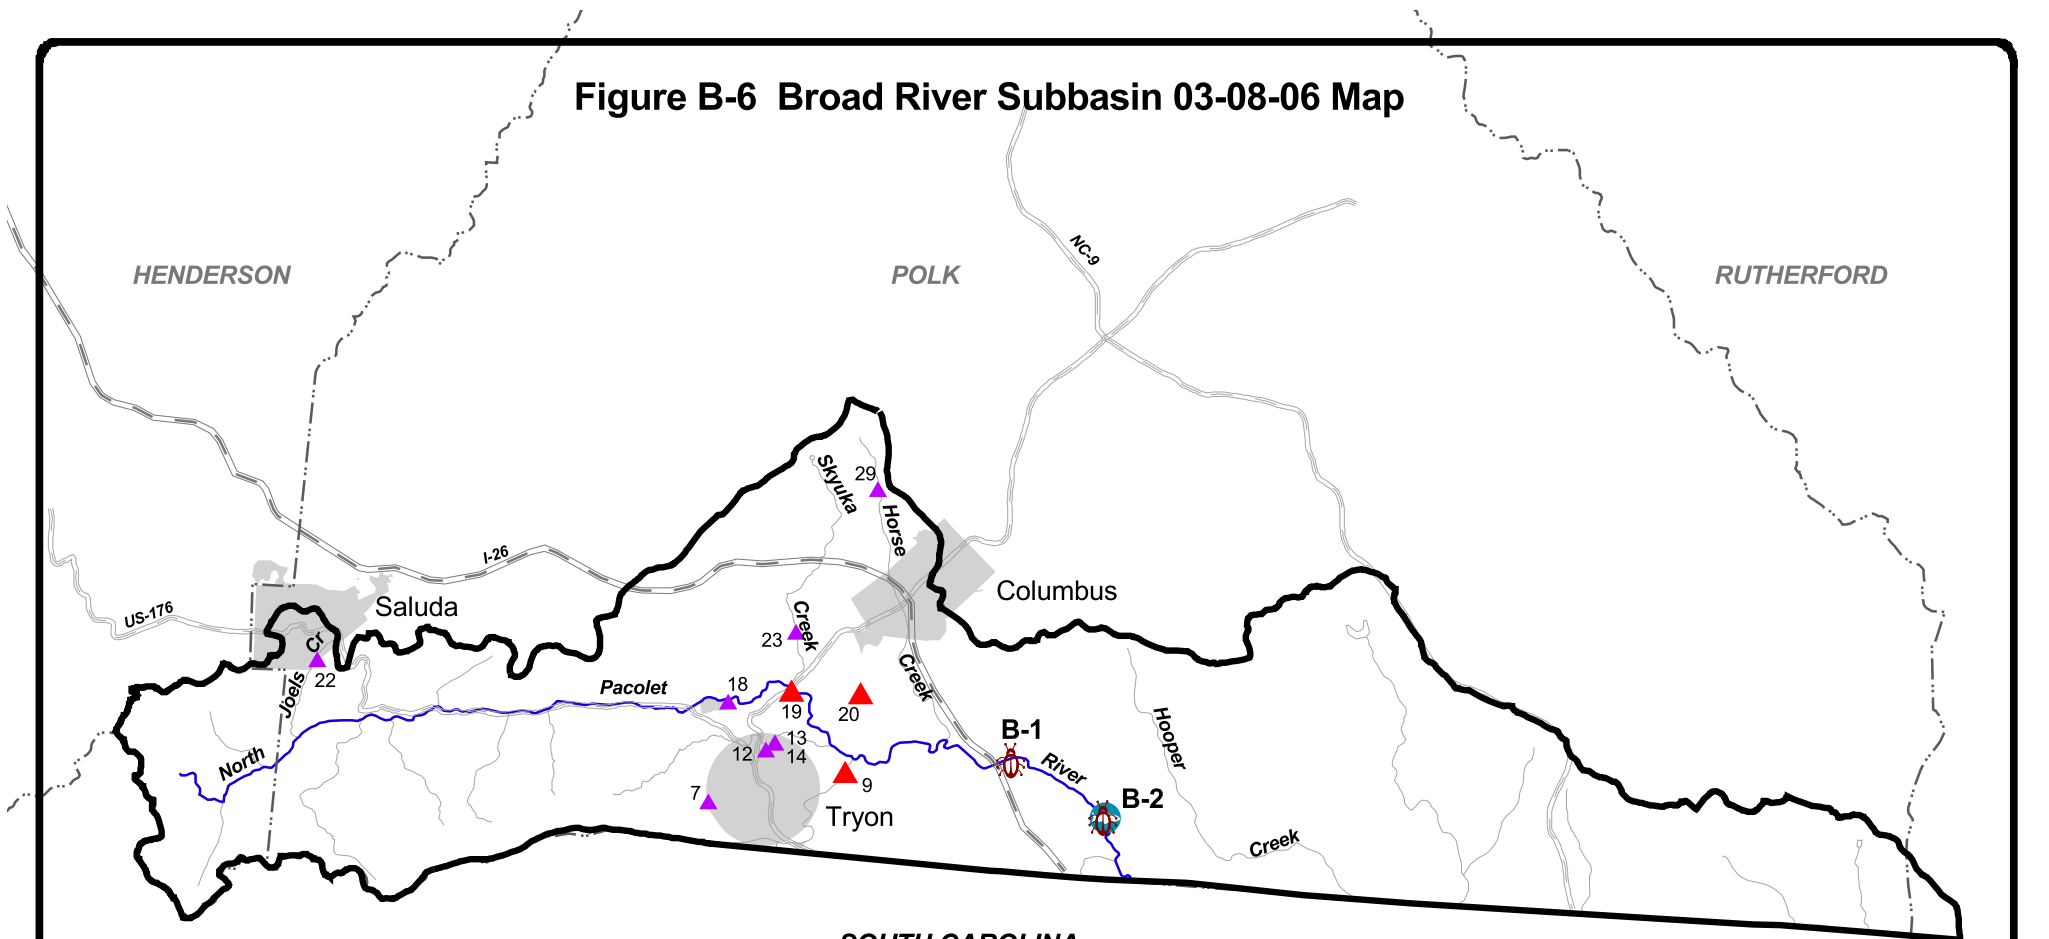 Figure B-6 Broad River Subbasin 03-08-06 Map
HENDERSON
POLK
RUTHERFORD
NC-9
Skyuka
29
Horse
I-26
Columbus
Saluda
US-176
Creek
23
Cr
Joels
22
Creek
Pacolet
18
19
20
Hooper
B-1
13
12
14
North
River
7
9
B-2
Tryon
Creek
SOUTH CAROLINA